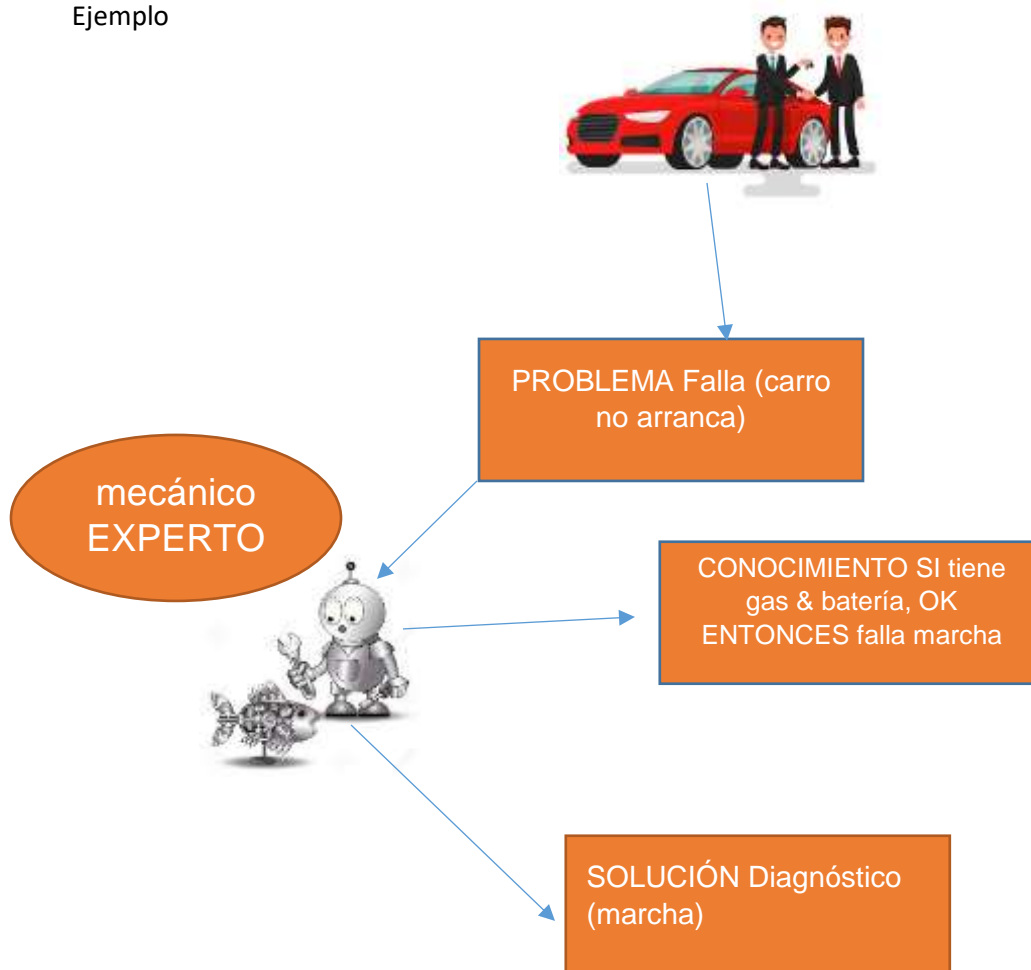 Ejemplo
PROBLEMA Falla (carro
no arranca)
mecánico
EXPERTO
CONOCIMIENTO SI tiene
gas & batería, OK
ENTONCES falla marcha
SOLUCIÓN Diagnóstico
(marcha)